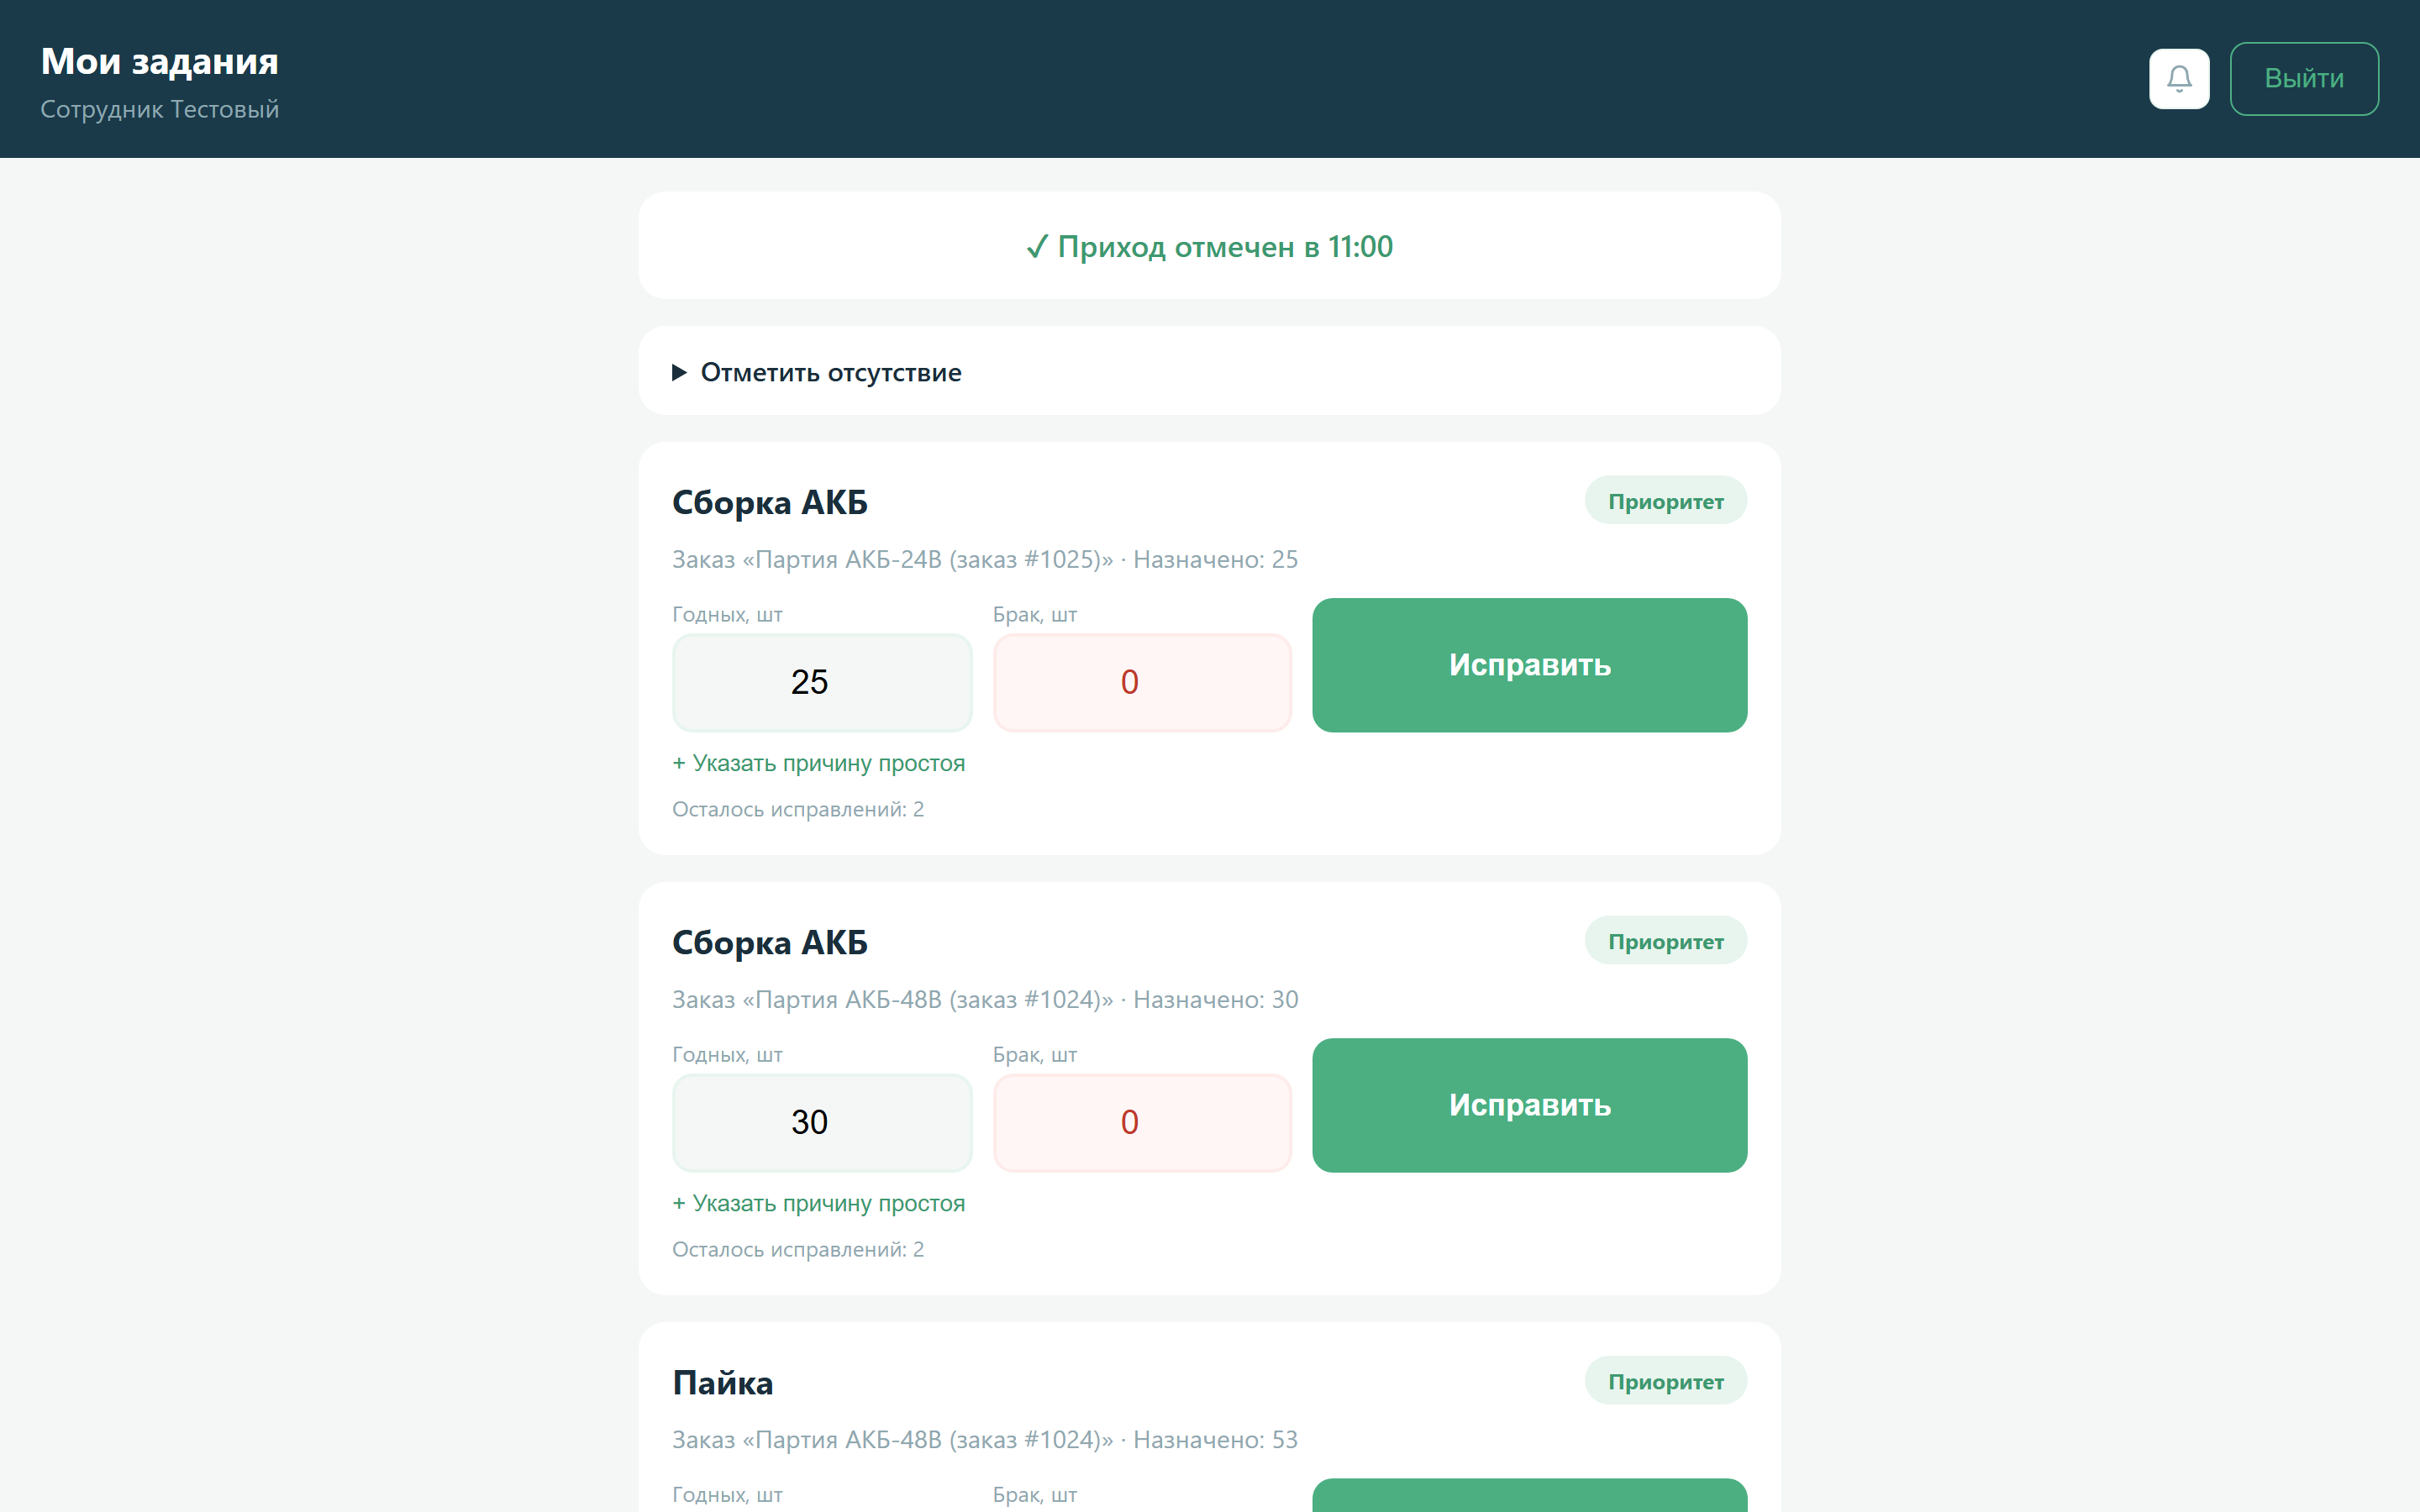 Мои задания
Сотрудник Тестовый
Выйти
✓ Приход отмечен в 11:00
▶ Отметить отсутствие
Сборка АКБ
Приоритет
Заказ «Партия АКБ-24В (заказ #1025)» · Назначено: 25
Годных, шт
Брак, шт
25
0
Исправить
+ Указать причину простоя
Осталось исправлений: 2
Сборка АКБ
Приоритет
Заказ «Партия АКБ-48В (заказ #1024)» · Назначено: 30
Годных, шт
Брак, шт
30
0
Исправить
+ Указать причину простоя
Осталось исправлений: 2
Пайка
Приоритет
Заказ «Партия АКБ-48В (заказ #1024)» · Назначено: 53
Годных, шт
Брак, шт